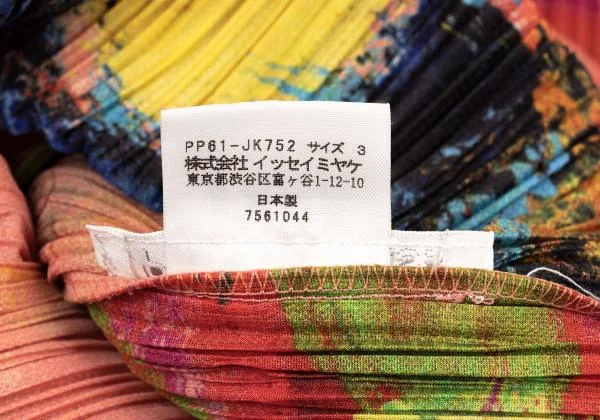 PP61-JK752 サイズ 3
株式会社 イッセイミヤケ
東京都渋谷区富ヶ谷1-12-10
日本製
7561044